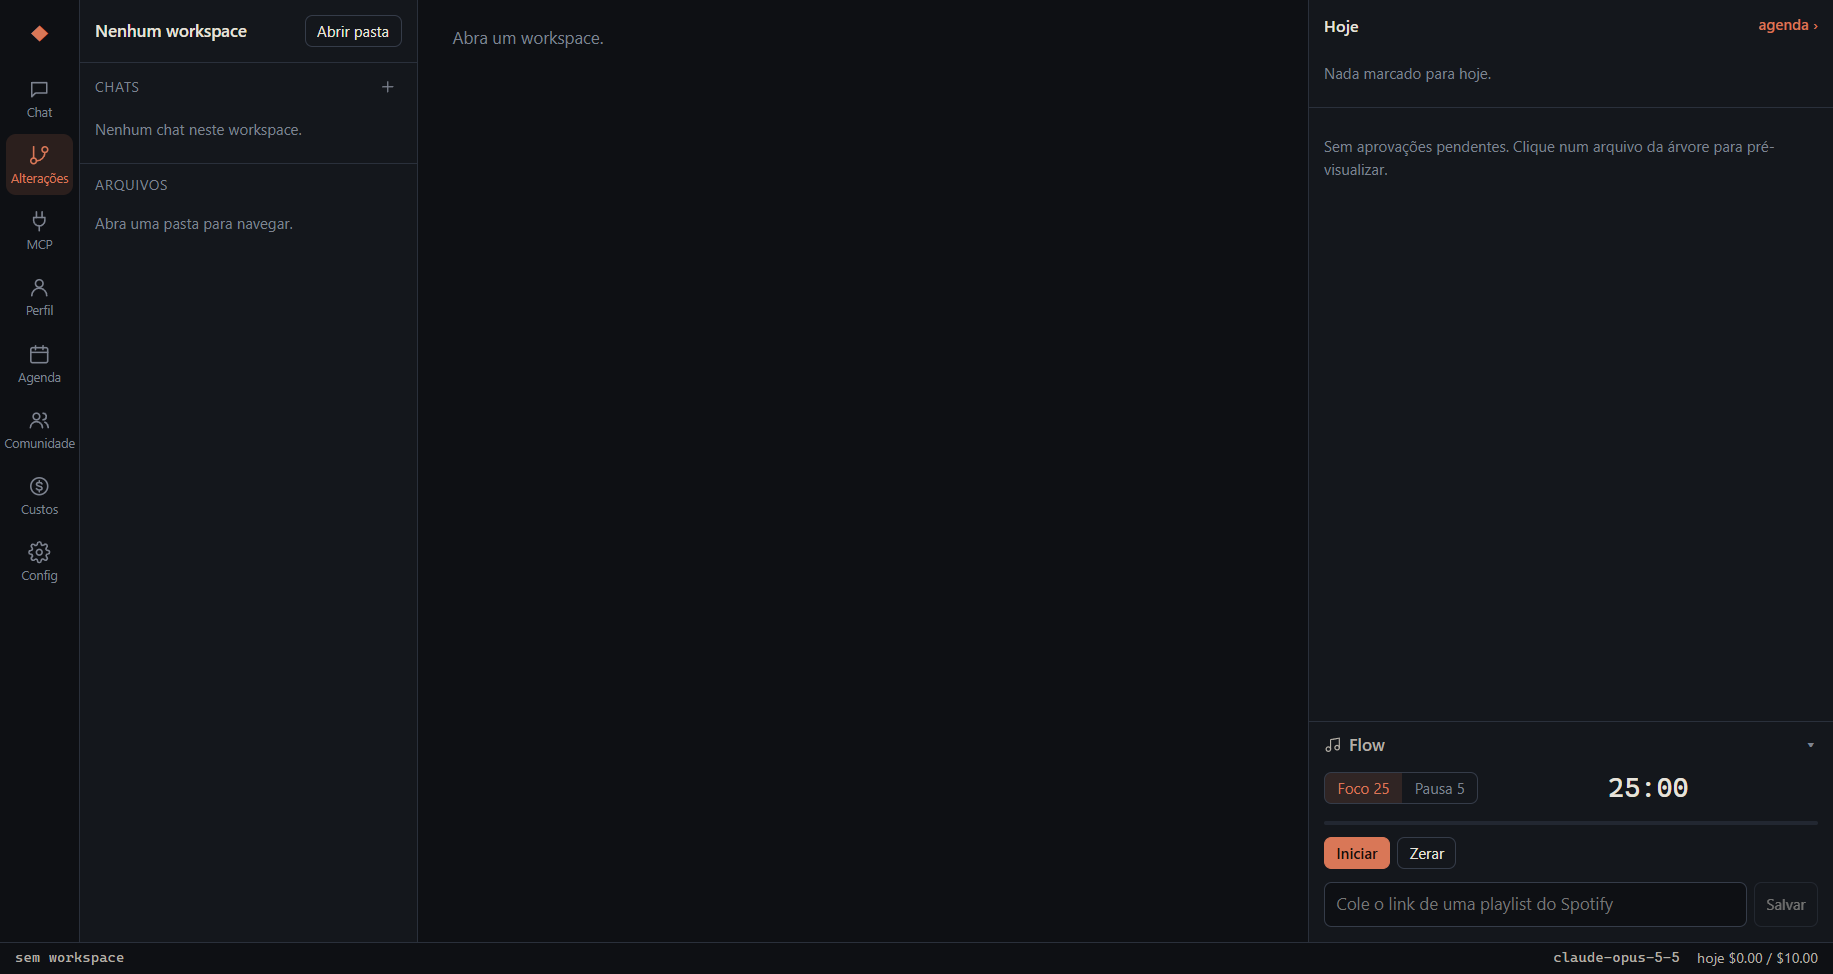 Chat
Alterações
MCP
Perfil
Agenda
Comunidade
Custos
Config
Nenhum workspace
Abrir pasta
CHATS
Nenhum chat neste workspace.
ARQUIVOS
Abra uma pasta para navegar.
Abra um workspace.
Hoje
agenda ›
Nada marcado para hoje.
Sem aprovações pendentes. Clique num arquivo da árvore para pré-
visualizar.
Flow
Foco 25
Pausa 5
25:00
Iniciar
Zerar
Cole o link de uma playlist do Spotify
Salvar
sem workspace
claude-opus-5-5
hoje $0.00 / $10.00